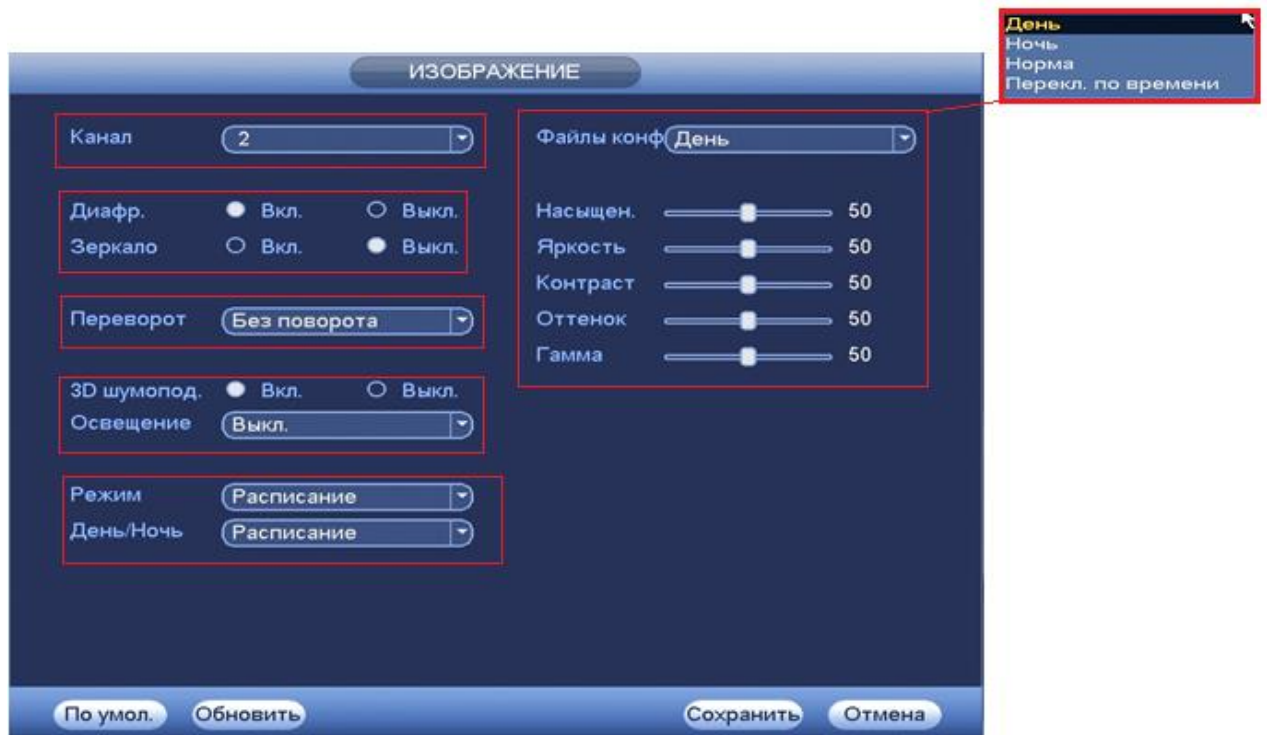 ИЗОБРАЖЕНИЕ
Канал 2
Диафр. Вкл. Выкл.
Зеркало Вкл. Выкл.
Переворот Без поворота
3D шумопод. Вкл. Выкл.
Освещение Выкл.
Режим Расписание
День/Ночь Расписание
Файлы конф День
Насыщен. 50
Яркость 50
Контраст 50
Оттенок 50
Гамма 50
День
Ночь
Норма
Перекл. по времени
По умол. Обновить Сохранить Отмена